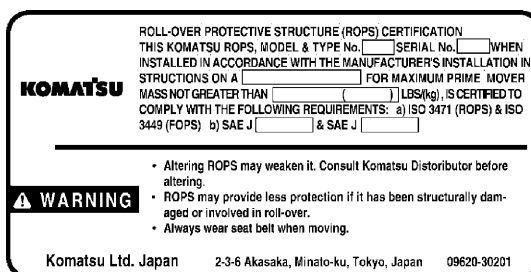 ROLL-OVER PROTECTIVE STRUCTURE (ROPS) CERTIFICATION
THIS KOMATSU ROPS, MODEL & TYPE No. SERIAL No. WHEN
INSTALLED IN ACCORDANCE WITH THE MANUFACTURER'S INSTALLATION IN
STRUCTIONS ON A FOR MAXIMUM PRIME MOVER
KOMATSU
MASS NOT GREATER THAN ( ) LBS(kg), IS CERTIFIED TO
COMPLY WITH THE FOLLOWING REQUIREMENTS: a) ISO 3471 (ROPS) & ISO
3449 (FOPS) b) SAE J & SAE J
• Altering ROPS may weaken it. Consult Komatsu Distoributor before
altering.
WARNING
• ROPS may provide less protection if it has been structurally dam-
aged or involved in roll-over.
• Always wear seat belt when moving.
Komatsu Ltd. Japan 2-3-6 Akasaka, Minato-ku, Tokyo, Japan 09620-30201